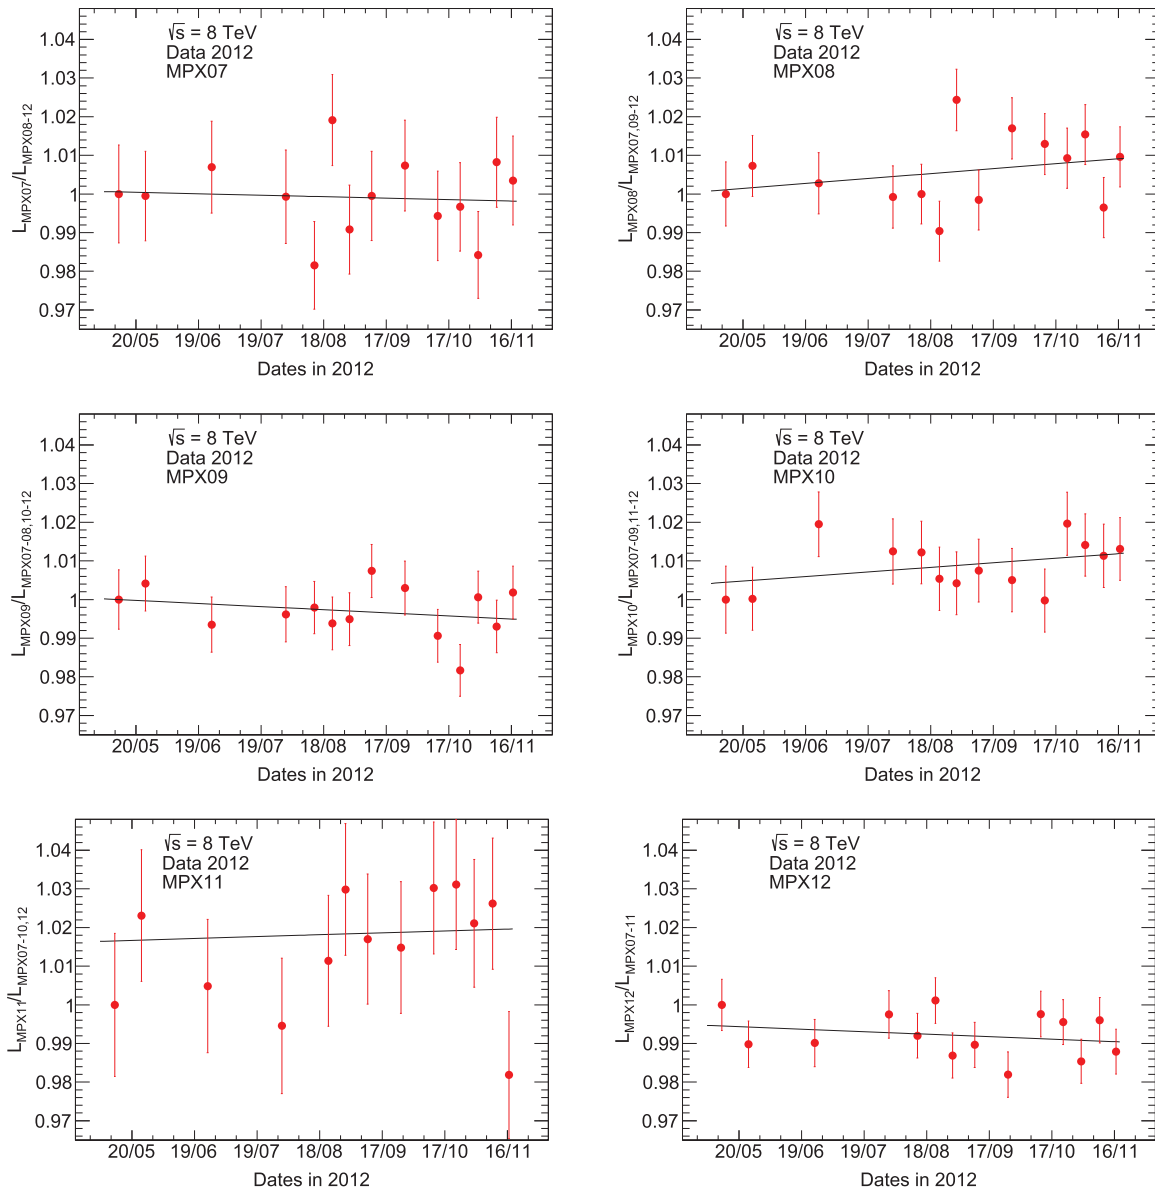 √s = 8 TeV
Data 2012
MPX07
L_MPX07/L_MPX08-12
1.04
1.03
1.02
1.01
1
0.99
0.98
0.97
20/05 19/06 19/07 18/08 17/09 17/10 16/11
Dates in 2012
√s = 8 TeV
Data 2012
MPX08
L_MPX08/L_MPX07,09-12
1.04
1.03
1.02
1.01
1
0.99
0.98
0.97
20/05 19/06 19/07 18/08 17/09 17/10 16/11
Dates in 2012
√s = 8 TeV
Data 2012
MPX09
L_MPX09/L_MPX07-08,10-12
1.04
1.03
1.02
1.01
1
0.99
0.98
0.97
20/05 19/06 19/07 18/08 17/09 17/10 16/11
Dates in 2012
√s = 8 TeV
Data 2012
MPX10
L_MPX10/L_MPX07-09,11-12
1.04
1.03
1.02
1.01
1
0.99
0.98
0.97
20/05 19/06 19/07 18/08 17/09 17/10 16/11
Dates in 2012
√s = 8 TeV
Data 2012
MPX11
L_MPX11/L_MPX07-10,12
1.04
1.03
1.02
1.01
1
0.99
0.98
0.97
20/05 19/06 19/07 18/08 17/09 17/10 16/11
Dates in 2012
√s = 8 TeV
Data 2012
MPX12
L_MPX12/L_MPX07-11
1.04
1.03
1.02
1.01
1
0.99
0.98
0.97
20/05 19/06 19/07 18/08 17/09 17/10 16/11
Dates in 2012